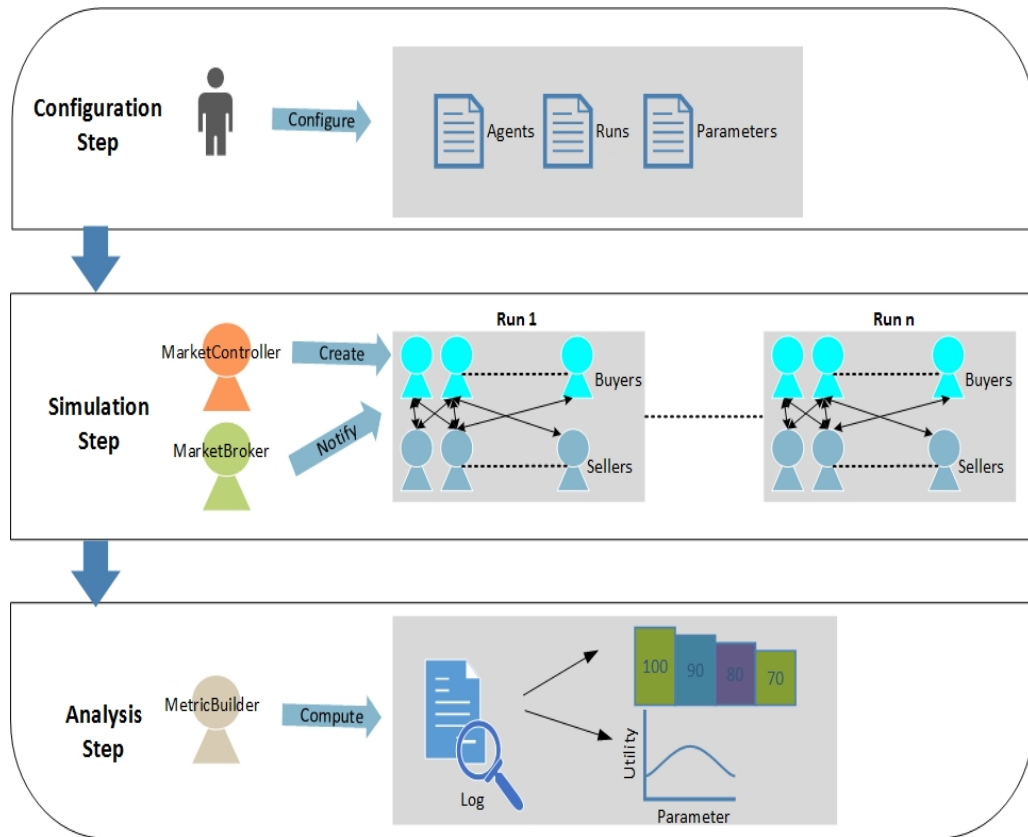 Configuration
Step
Configure
Agents
Runs
Parameters
Run 1
Run n
MarketController
Create
Buyers
Buyers
Simulation
Step
MarketBroker
Notify
Sellers
Sellers
100
90
80
70
MetricBuilder
Compute
Analysis
Step
Utility
Log
Parameter